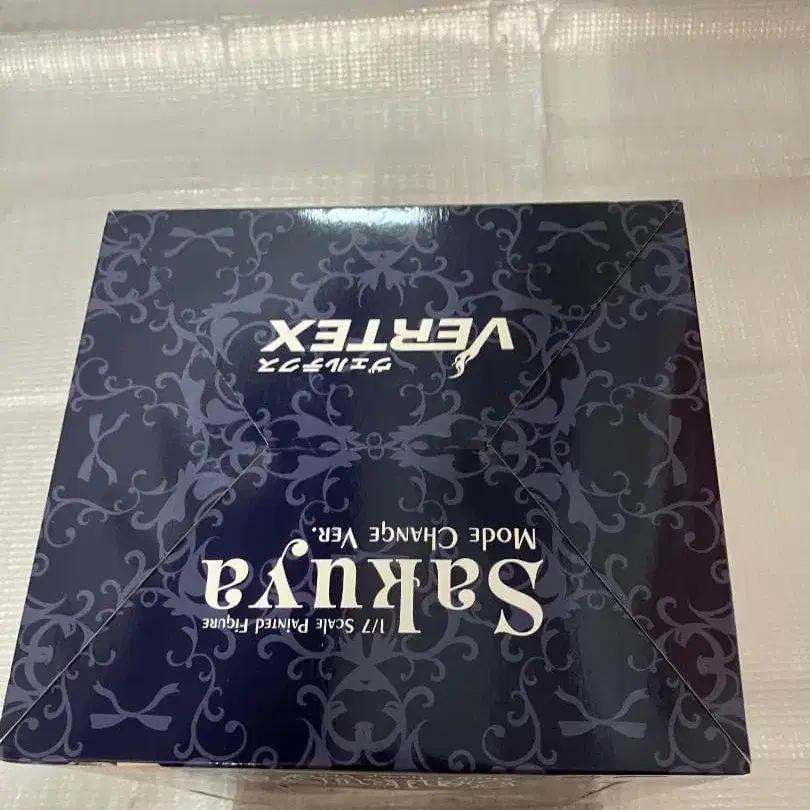 1/7 Scale Painted Figure
Sakuya
Mode Change Ver.
ヴェルテクス
VERTEX